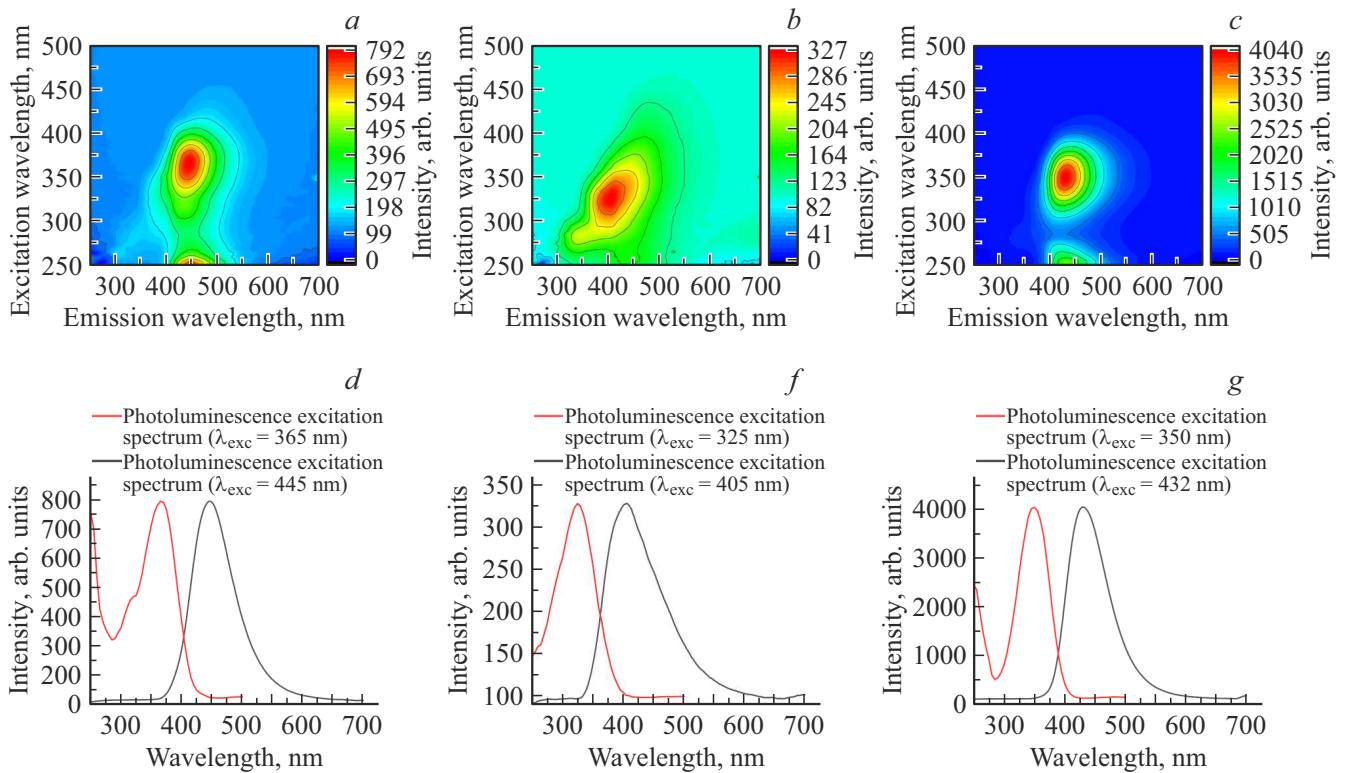 a
Excitation wavelength, nm
500
450
400
350
300
250
300 400 500 600 700
Emission wavelength, nm
792
693
594
495
396
297
198
99
0
Intensity, arb. units
b
Excitation wavelength, nm
500
450
400
350
300
250
300 400 500 600 700
Emission wavelength, nm
327
286
245
204
164
123
82
41
0
Intensity, arb. units
c
Excitation wavelength, nm
500
450
400
350
300
250
300 400 500 600 700
Emission wavelength, nm
4040
3535
3030
2525
2020
1515
1010
505
0
Intensity, arb. units
d
Photoluminescence excitation
spectrum (λexc = 365 nm)
Photoluminescence excitation
spectrum (λexc = 445 nm)
Intensity, arb. units
800
700
600
500
400
300
200
100
0
300 400 500 600 700
Wavelength, nm
f
Photoluminescence excitation
spectrum (λexc = 325 nm)
Photoluminescence excitation
spectrum (λexc = 405 nm)
Intensity, arb. units
350
300
250
200
150
100
300 400 500 600 700
Wavelength, nm
g
Photoluminescence excitation
spectrum (λexc = 350 nm)
Photoluminescence excitation
spectrum (λexc = 432 nm)
Intensity, arb. units
4000
3000
2000
1000
0
300 400 500 600 700
Wavelength, nm